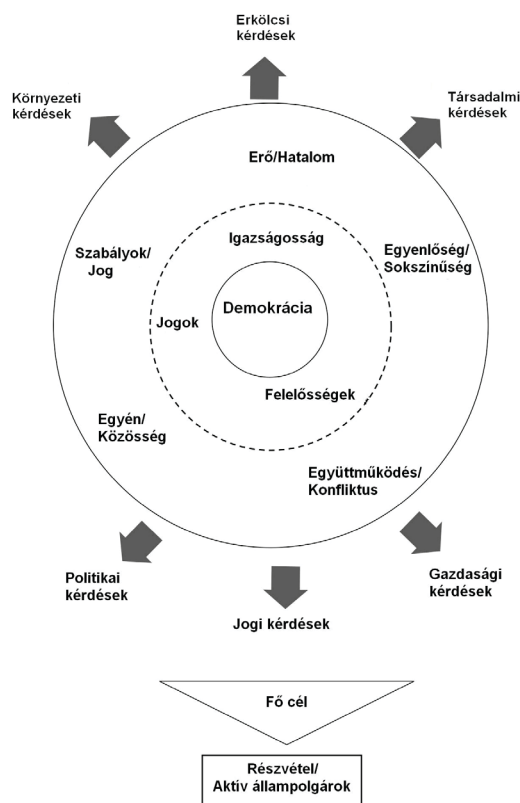 Erkölcsi
kérdések
Környezeti
kérdések
Társadalmi
kérdések
Erő/Hatalom
Igazságosság
Szabályok/
Jog
Egyenlőség/
Sokszínűség
Demokrácia
Jogok
Felelősségek
Egyén/
Közösség
Együttműködés/
Konfliktus
Politikai
kérdések
Gazdasági
kérdések
Jogi kérdések
Fő cél
Részvétel/
Aktív állampolgárok